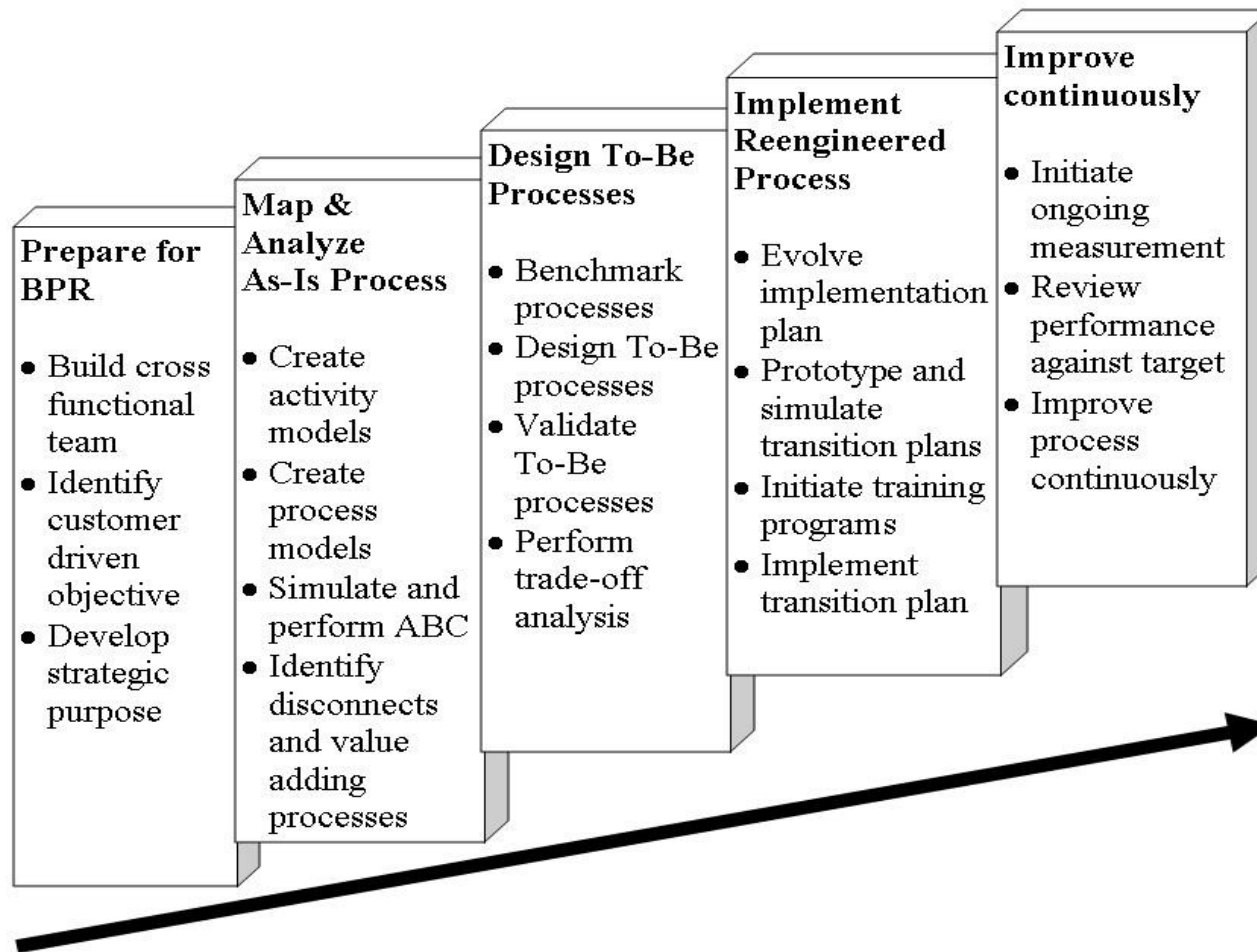 Prepare for
BPR
• Build cross
functional
team
• Identify
customer
driven
objective
• Develop
strategic
purpose
Map &
Analyze
As-Is Process
• Create
activity
models
• Create
process
models
• Simulate and
perform ABC
• Identify
disconnects
and value
adding
processes
Design To-Be
Processes
• Benchmark
processes
• Design To-Be
processes
• Validate
To-Be
processes
• Perform
trade-off
analysis
Implement
Reengineered
Process
• Evolve
implementation
plan
• Prototype and
simulate
transition plans
• Initiate training
programs
• Implement
transition plan
Improve
continuously
• Initiate
ongoing
measurement
• Review
performance
against target
• Improve
process
continuously